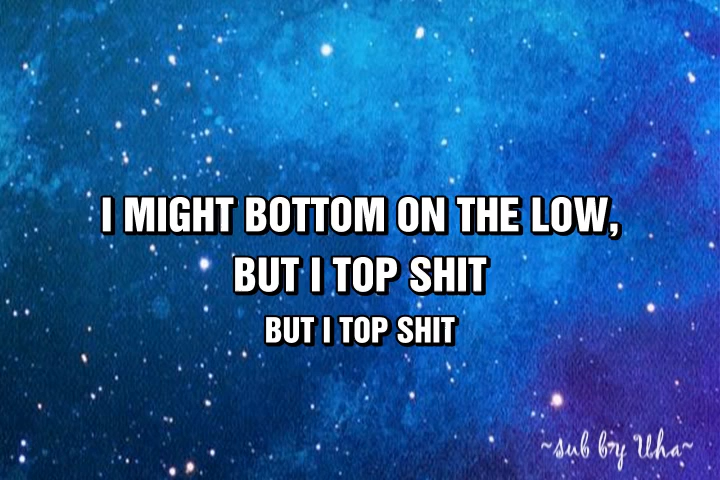 I MIGHT BOTTOM ON THE LOW,
BUT I TOP SHIT
BUT I TOP SHIT
~sub by Uha~